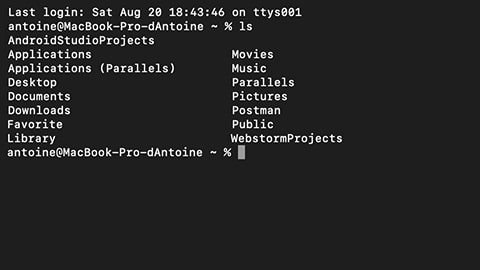 Last login: Sat Aug 20 18:43:46 on ttys001
antoine@MacBook-Pro-dAntoine ~ % ls
AndroidStudioProjects
Applications Movies
Applications (Parallels) Music
Desktop Parallels
Documents Pictures
Downloads Postman
Favorite Public
Library WebstormProjects
antoine@MacBook-Pro-dAntoine ~ %